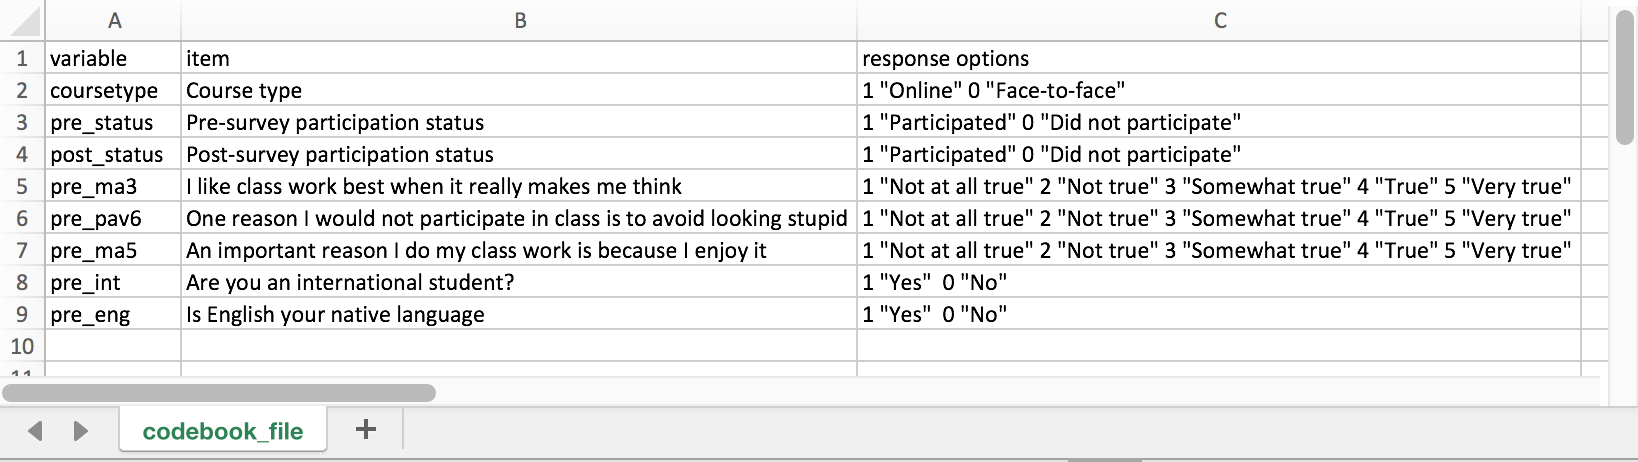 A B C
1 variable item response options
2 coursetype Course type 1 "Online" 0 "Face-to-face"
3 pre_status Pre-survey participation status 1 "Participated" 0 "Did not participate"
4 post_status Post-survey participation status 1 "Participated" 0 "Did not participate"
5 pre_ma3 I like class work best when it really makes me think 1 "Not at all true" 2 "Not true" 3 "Somewhat true" 4 "True" 5 "Very true"
6 pre_pav6 One reason I would not participate in class is to avoid looking stupid 1 "Not at all true" 2 "Not true" 3 "Somewhat true" 4 "True" 5 "Very true"
7 pre_ma5 An important reason I do my class work is because I enjoy it 1 "Not at all true" 2 "Not true" 3 "Somewhat true" 4 "True" 5 "Very true"
8 pre_int Are you an international student? 1 "Yes"  0 "No"
9 pre_eng Is English your native language 1 "Yes"  0 "No"
10
11
codebook_file +